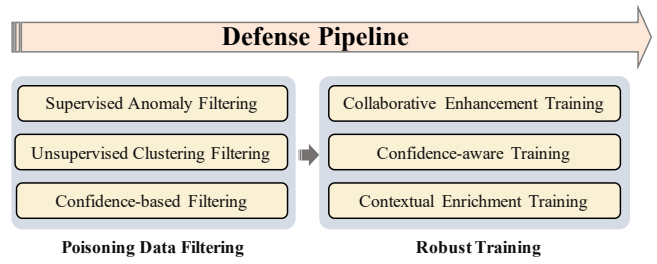 Defense Pipeline
Supervised Anomaly Filtering
Unsupervised Clustering Filtering
Confidence-based Filtering
Poisoning Data Filtering
Collaborative Enhancement Training
Confidence-aware Training
Contextual Enrichment Training
Robust Training